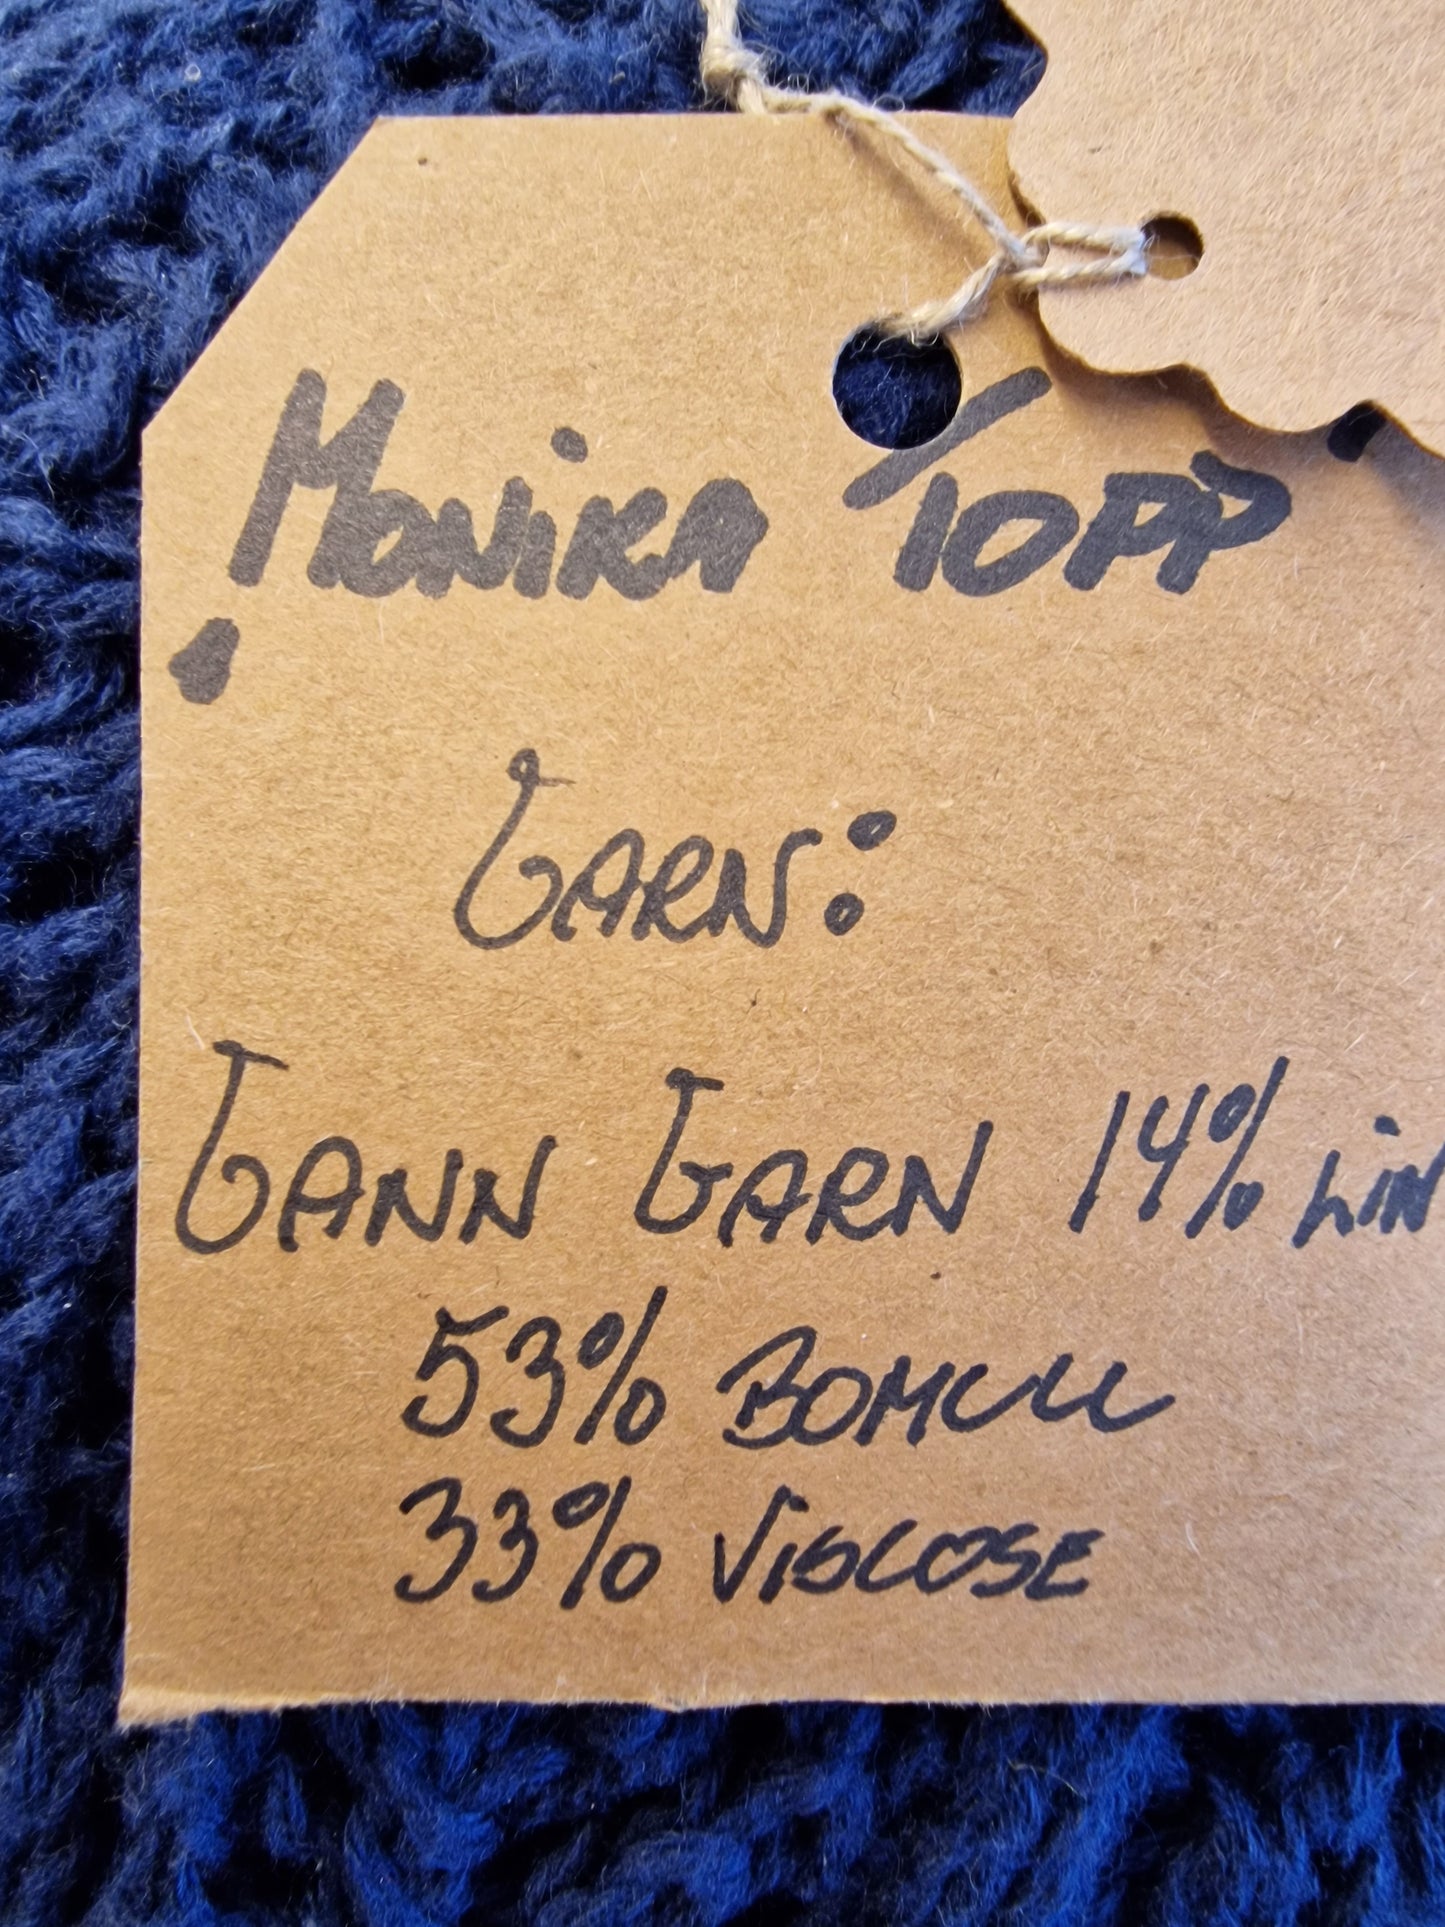 Monika Topp
Garn:
Gann Garn 14% Lin
53% Bomull
33% Viscose